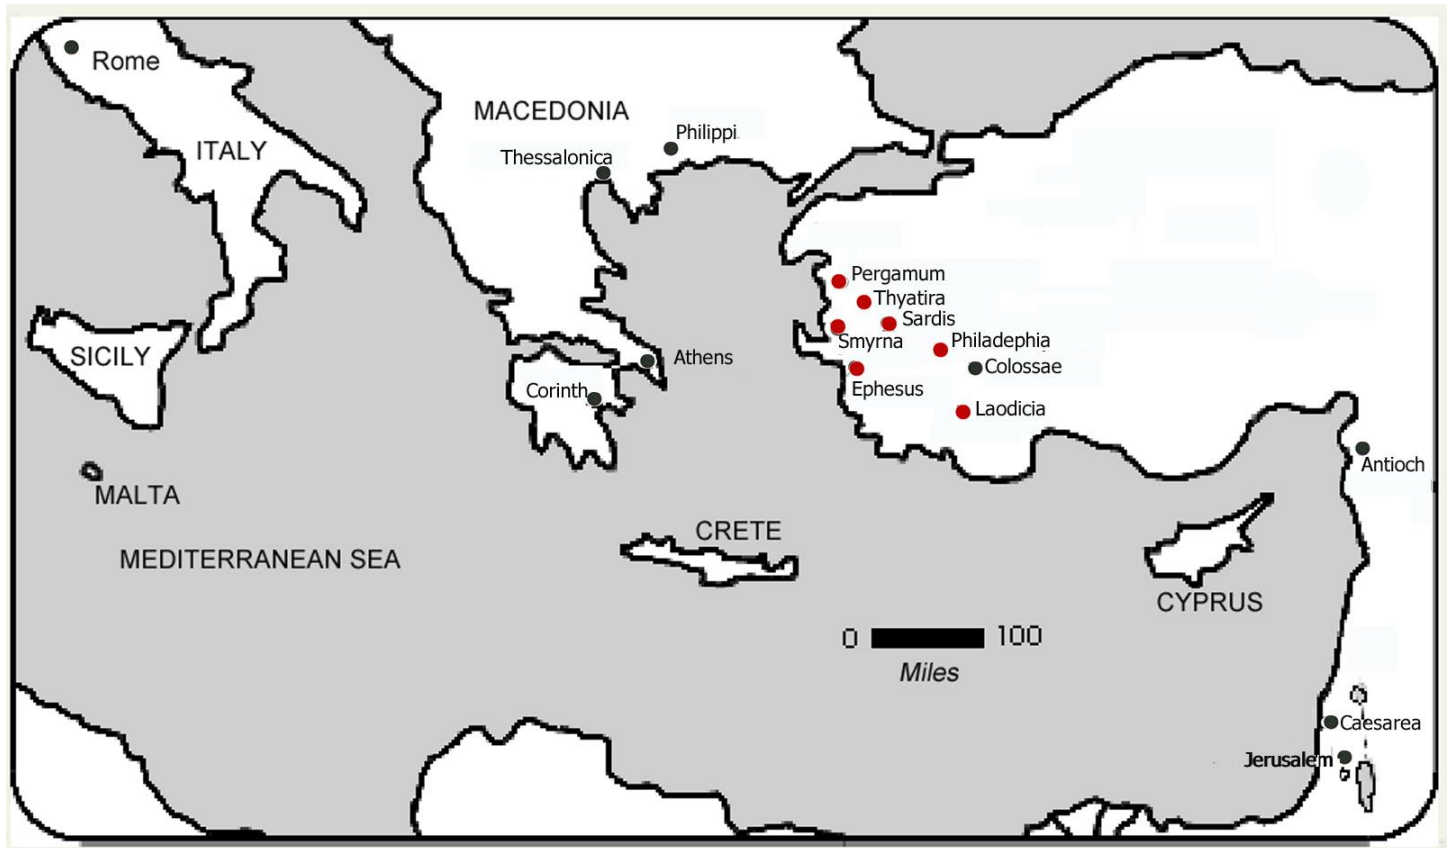 Rome
MACEDONIA
Philippi
ITALY
Thessalonica
Pergamum
Thyatira
Sardis
Smyrna
Philadephia
SICILY
Athens
Colossae
Corinth
Ephesus
Laodicia
Antioch
MALTA
CRETE
MEDITERRANEAN SEA
CYPRUS
0 100
Miles
Caesarea
Jerusalem